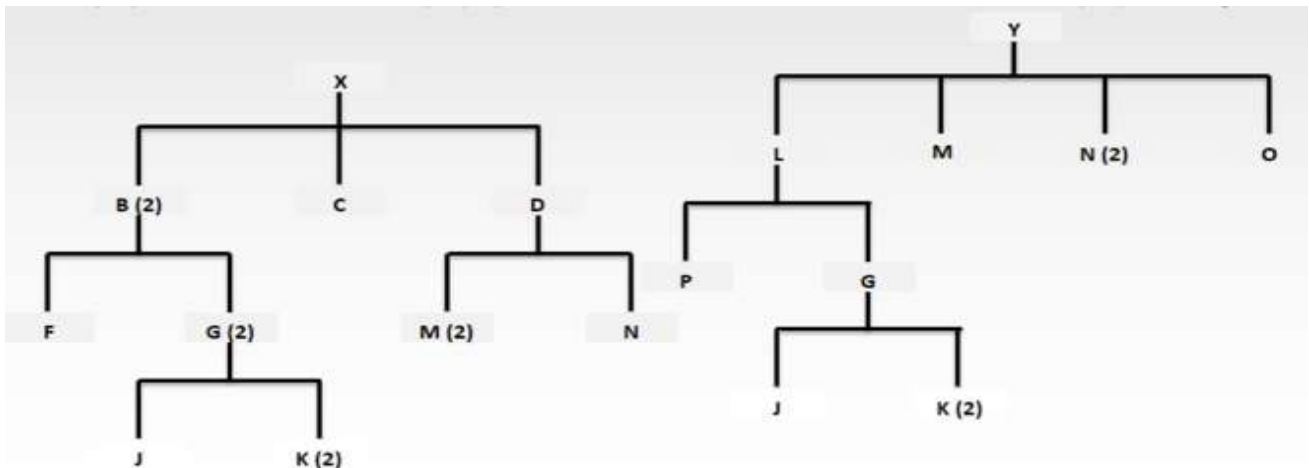 Y
X
L M N (2) O
B (2) C D
P G
F G (2) M (2) N
J K (2)
J K (2)